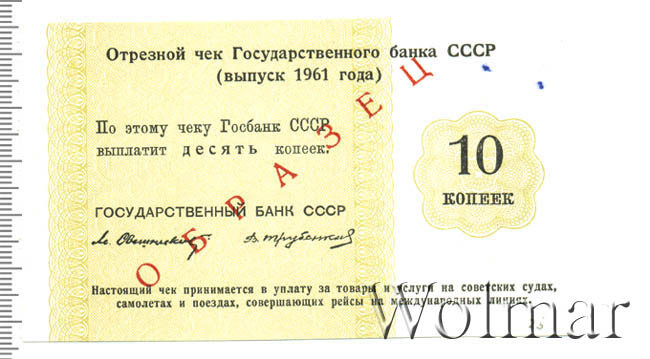 Отрезной чек Государственного банка СССР
(выпуск 1961 года)
По этому чеку Госбанк СССР
выплатит десять копеек.
10
КОПЕЕК
ГОСУДАРСТВЕННЫЙ БАНК СССР
Настоящий чек принимается в уплату за товары и услуги на советских судах,
самолетах и поездах, совершающих рейсы на международных линиях.
ОБРАЗЕЦ
Wolmar